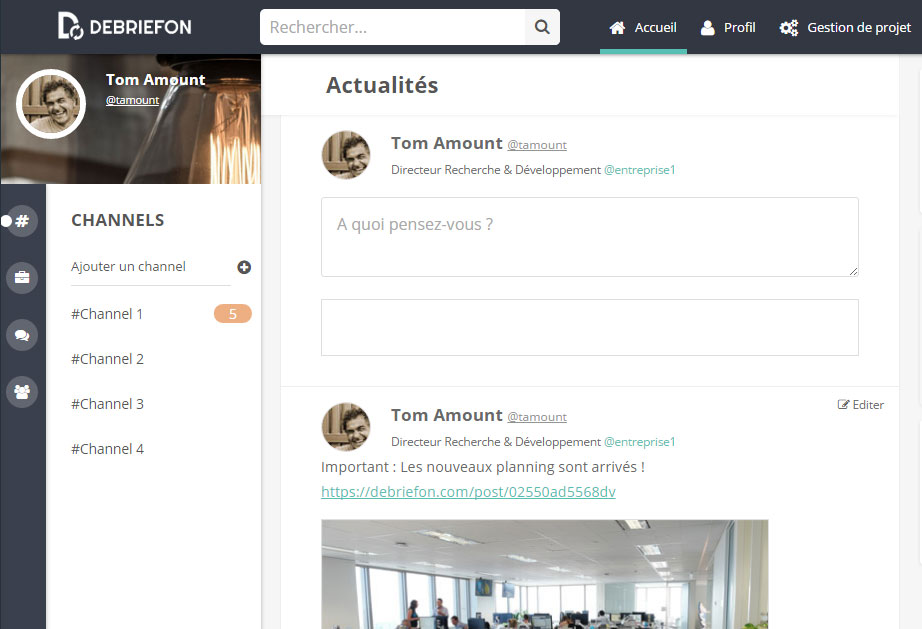 DEBRIEFON
Rechercher...
Accueil
Profil
Gestion de projet
Tom Amount
@tamount
CHANNELS
Ajouter un channel
#Channel 1
5
#Channel 2
#Channel 3
#Channel 4
Actualités
Tom Amount @tamount
Directeur Recherche & Développement @entreprise1
A quoi pensez-vous ?
Tom Amount @tamount
Editer
Directeur Recherche & Développement @entreprise1
Important : Les nouveaux planning sont arrivés !
https://debriefon.com/post/02550ad5568dv